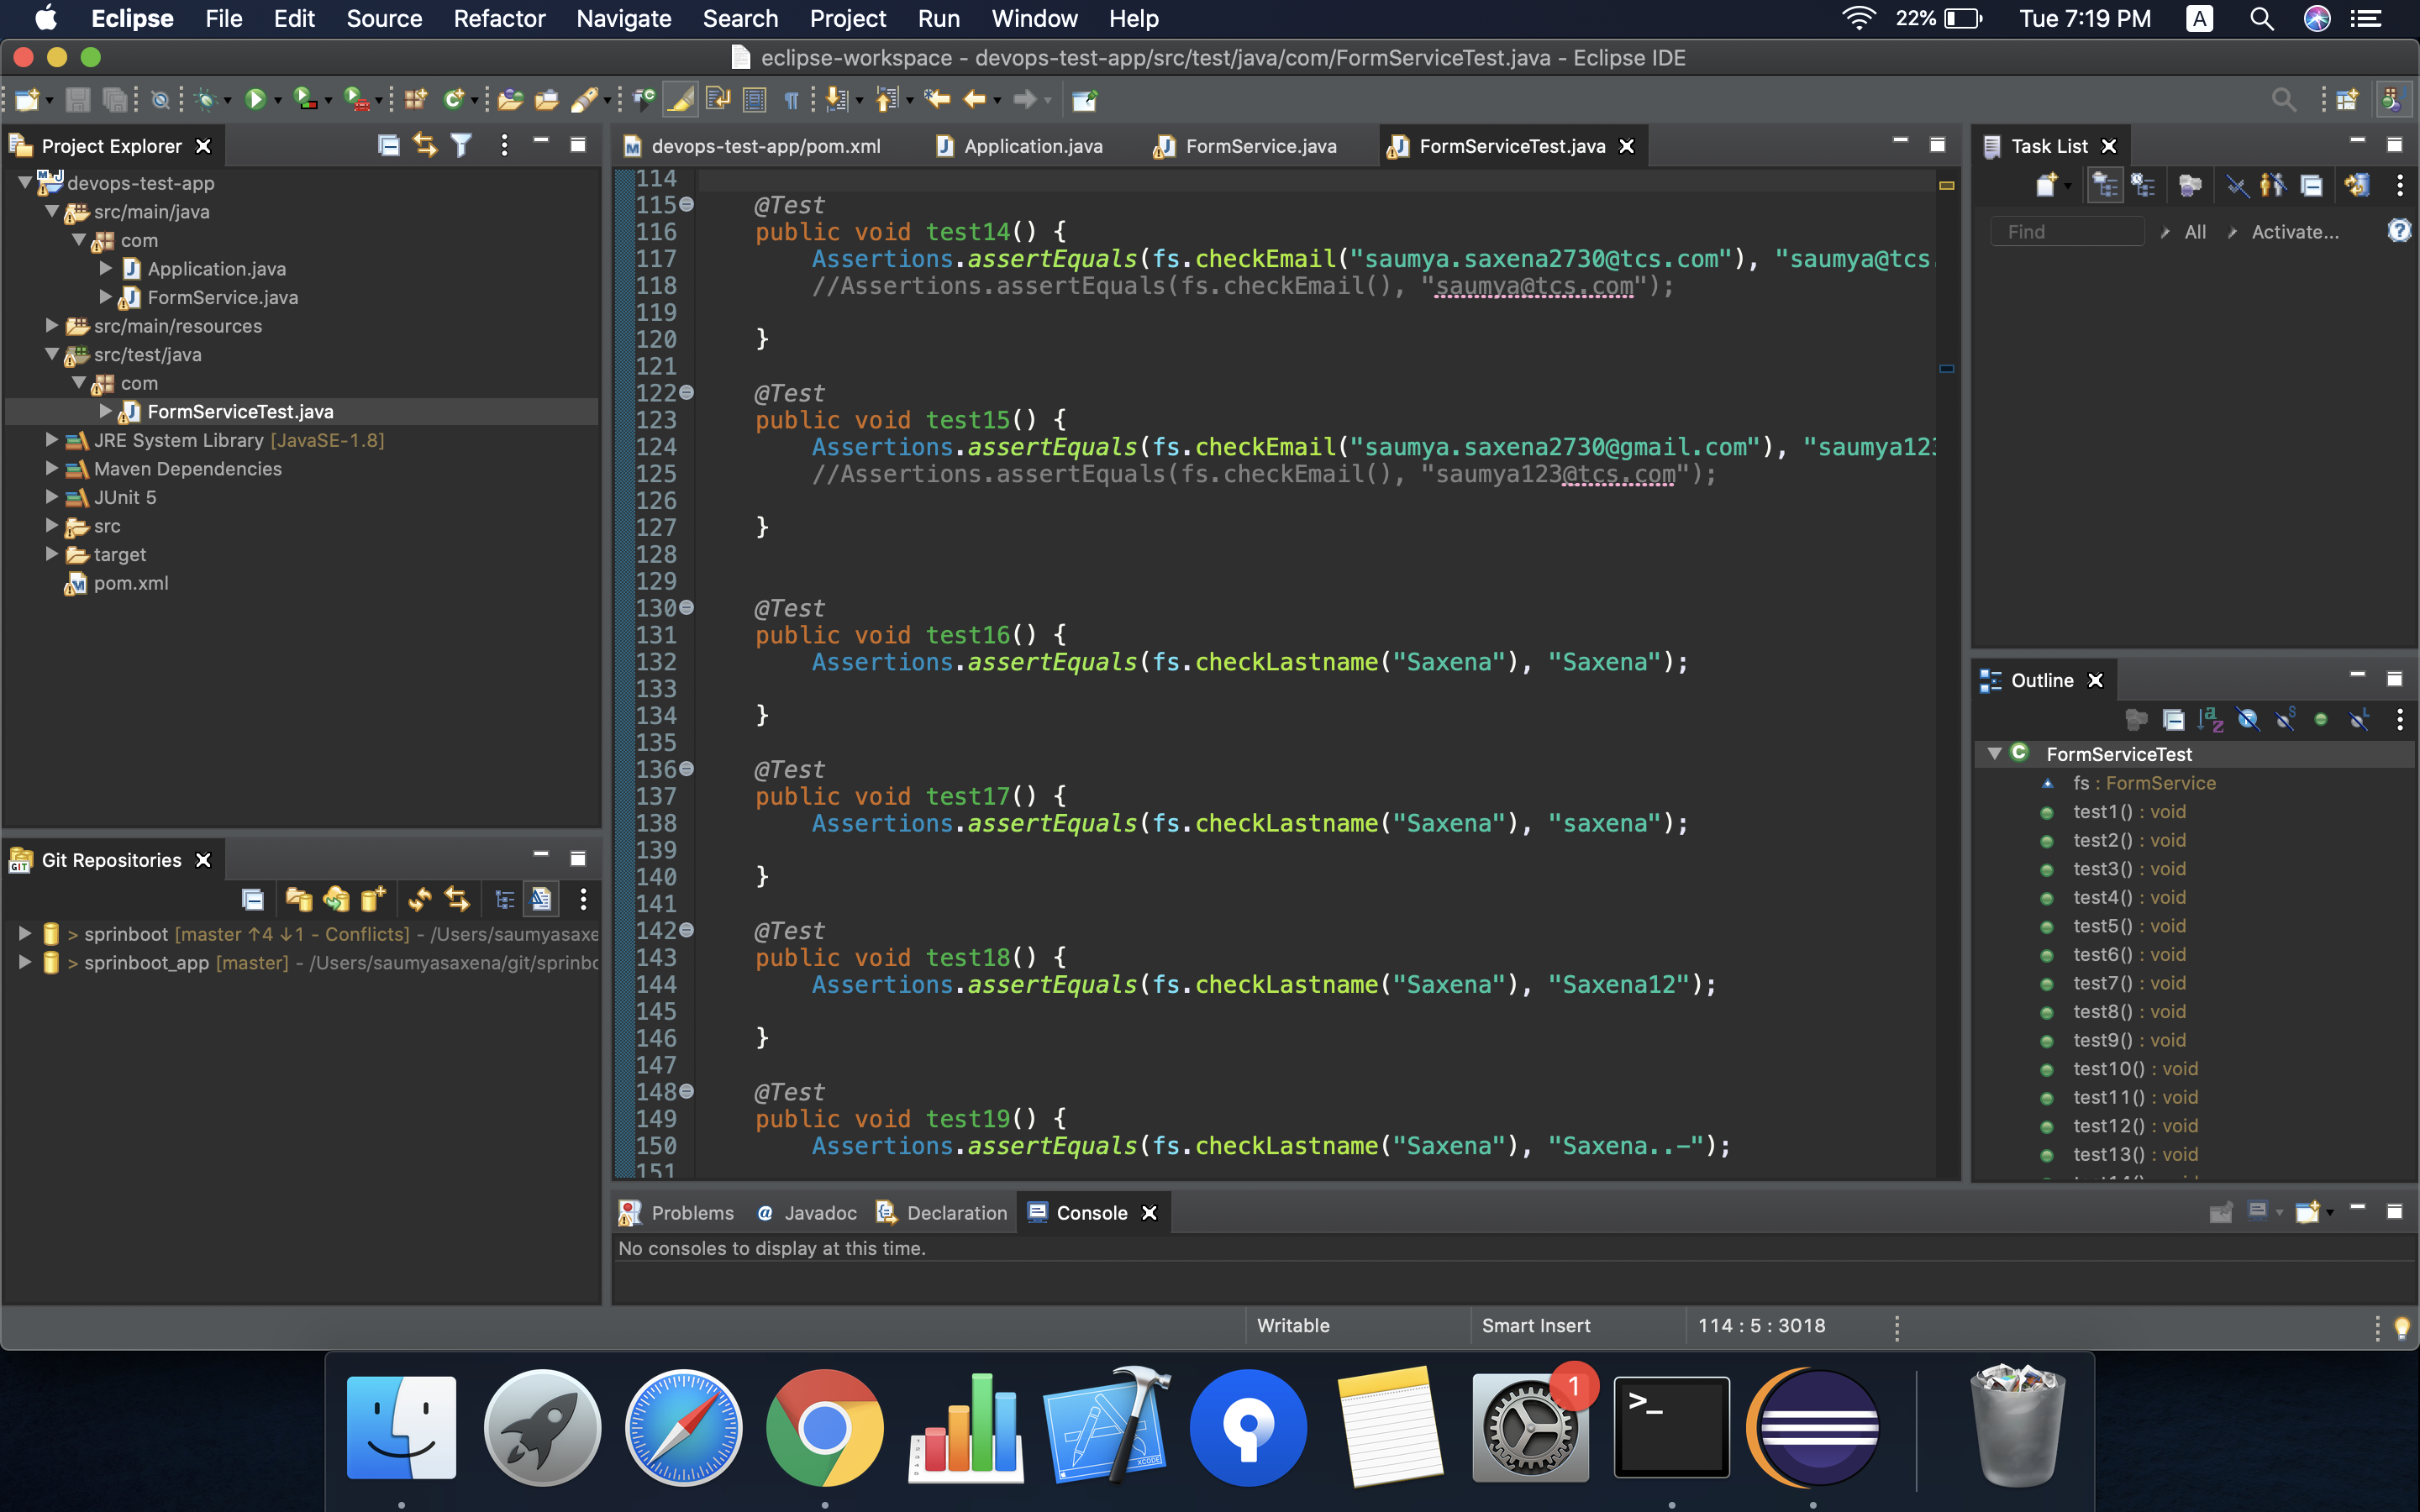 Eclipse File Edit Source Refactor Navigate Search Project Run Window Help 22% Tue 7:19 PM A
eclipse-workspace - devops-test-app/src/test/java/com/FormServiceTest.java - Eclipse IDE
Project Explorer
devops-test-app
src/main/java
com
Application.java
FormService.java
src/main/resources
src/test/java
com
FormServiceTest.java
JRE System Library [JavaSE-1.8]
Maven Dependencies
JUnit 5
src
target
pom.xml
Git Repositories
> sprinboot [master ↑4 ↓1 - Conflicts] - /Users/saumyasaxe
> sprinboot_app [master] - /Users/saumyasaxena/git/sprinbo
devops-test-app/pom.xml Application.java FormService.java FormServiceTest.java
114
115 @Test
116 public void test14() {
117 Assertions.assertEquals(fs.checkEmail("saumya.saxena2730@tcs.com"), "saumya@tcs.
118 //Assertions.assertEquals(fs.checkEmail(), "saumya@tcs.com");
119
120 }
121
122 @Test
123 public void test15() {
124 Assertions.assertEquals(fs.checkEmail("saumya.saxena2730@gmail.com"), "saumya123
125 //Assertions.assertEquals(fs.checkEmail(), "saumya123@tcs.com");
126
127 }
128
129
130 @Test
131 public void test16() {
132 Assertions.assertEquals(fs.checkLastname("Saxena"), "Saxena");
133
134 }
135
136 @Test
137 public void test17() {
138 Assertions.assertEquals(fs.checkLastname("Saxena"), "saxena");
139
140 }
141
142 @Test
143 public void test18() {
144 Assertions.assertEquals(fs.checkLastname("Saxena"), "Saxena12");
145
146 }
147
148 @Test
149 public void test19() {
150 Assertions.assertEquals(fs.checkLastname("Saxena"), "Saxena..-");
151
Problems Javadoc Declaration Console
No consoles to display at this time.
Task List
Find All Activate...
Outline
FormServiceTest
fs : FormService
test1() : void
test2() : void
test3() : void
test4() : void
test5() : void
test6() : void
test7() : void
test8() : void
test9() : void
test10() : void
test11() : void
test12() : void
test13() : void
Writable Smart Insert 114 : 5 : 3018
1
>_
XCODE